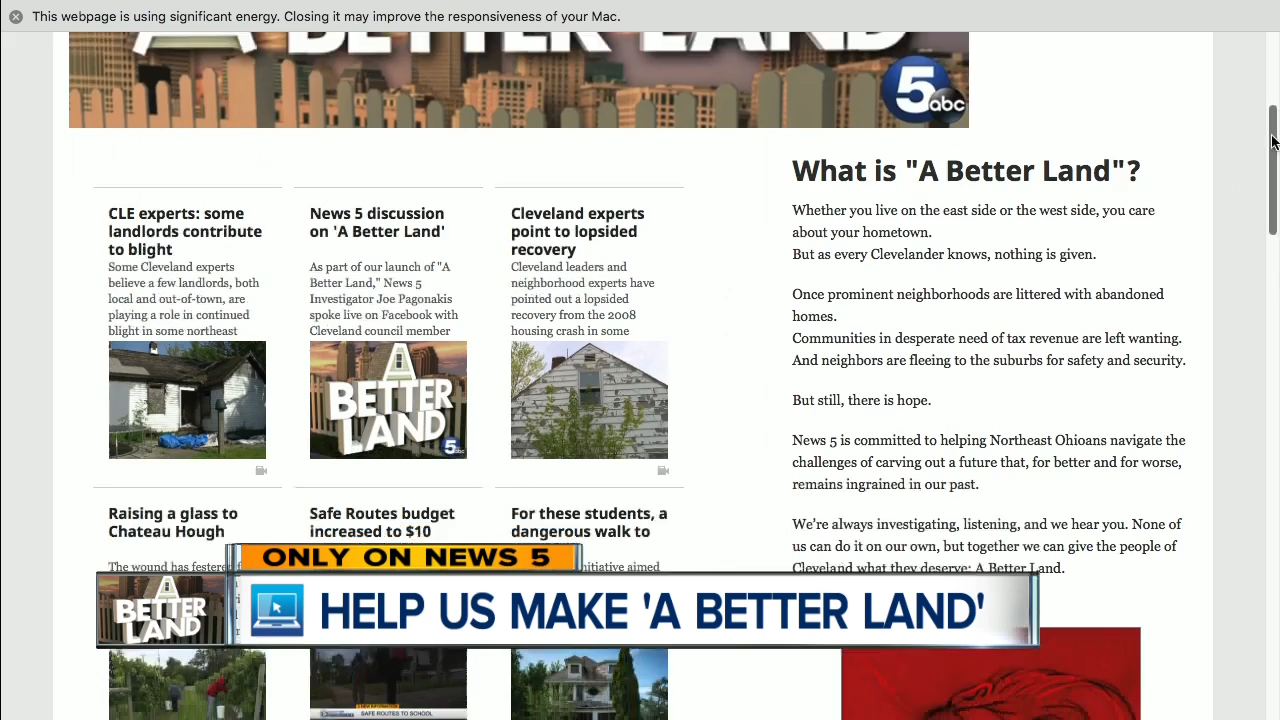 This webpage is using significant energy. Closing it may improve the responsiveness of your Mac.
A BETTER LAND
5 abc
What is "A Better Land"?
Whether you live on the east side or the west side, you care
about your hometown.
But as every Clevelander knows, nothing is given.
Once prominent neighborhoods are littered with abandoned
homes.
Communities in desperate need of tax revenue are left wanting.
And neighbors are fleeing to the suburbs for safety and security.
But still, there is hope.
News 5 is committed to helping Northeast Ohioans navigate the
challenges of carving out a future that, for better and for worse,
remains ingrained in our past.
We're always investigating, listening, and we hear you. None of
us can do it on our own, but together we can give the people of
Cleveland what they deserve: A Better Land.
CLE experts: some
landlords contribute
to blight
Some Cleveland experts
believe a few landlords, both
local and out-of-town, are
playing a role in continued
blight in some northeast
News 5 discussion
on 'A Better Land'
As part of our launch of "A
Better Land," News 5
Investigator Joe Pagonakis
spoke live on Facebook with
Cleveland council member
A
BETTER
LAND
5 abc
Cleveland experts
point to lopsided
recovery
Cleveland leaders and
neighborhood experts have
pointed out a lopsided
recovery from the 2008
housing crash in some
Raising a glass to
Chateau Hough
The wound has festered
Safe Routes budget
increased to $10
SAFE ROUTES TO SCHOOL
For these students, a
dangerous walk to
initiative aimed
ONLY ON NEWS 5
A
BETTER
LAND
HELP US MAKE 'A BETTER LAND'